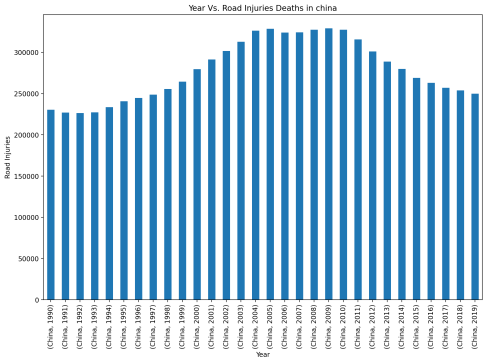 Year Vs. Road Injuries Deaths in china
Road Injuries
300000
250000
200000
150000
100000
50000
0
(China, 1990)
(China, 1991)
(China, 1992)
(China, 1993)
(China, 1994)
(China, 1995)
(China, 1996)
(China, 1997)
(China, 1998)
(China, 1999)
(China, 2000)
(China, 2001)
(China, 2002)
(China, 2003)
(China, 2004)
(China, 2005)
(China, 2006)
(China, 2007)
(China, 2008)
(China, 2009)
(China, 2010)
(China, 2011)
(China, 2012)
(China, 2013)
(China, 2014)
(China, 2015)
(China, 2016)
(China, 2017)
(China, 2018)
(China, 2019)
Year